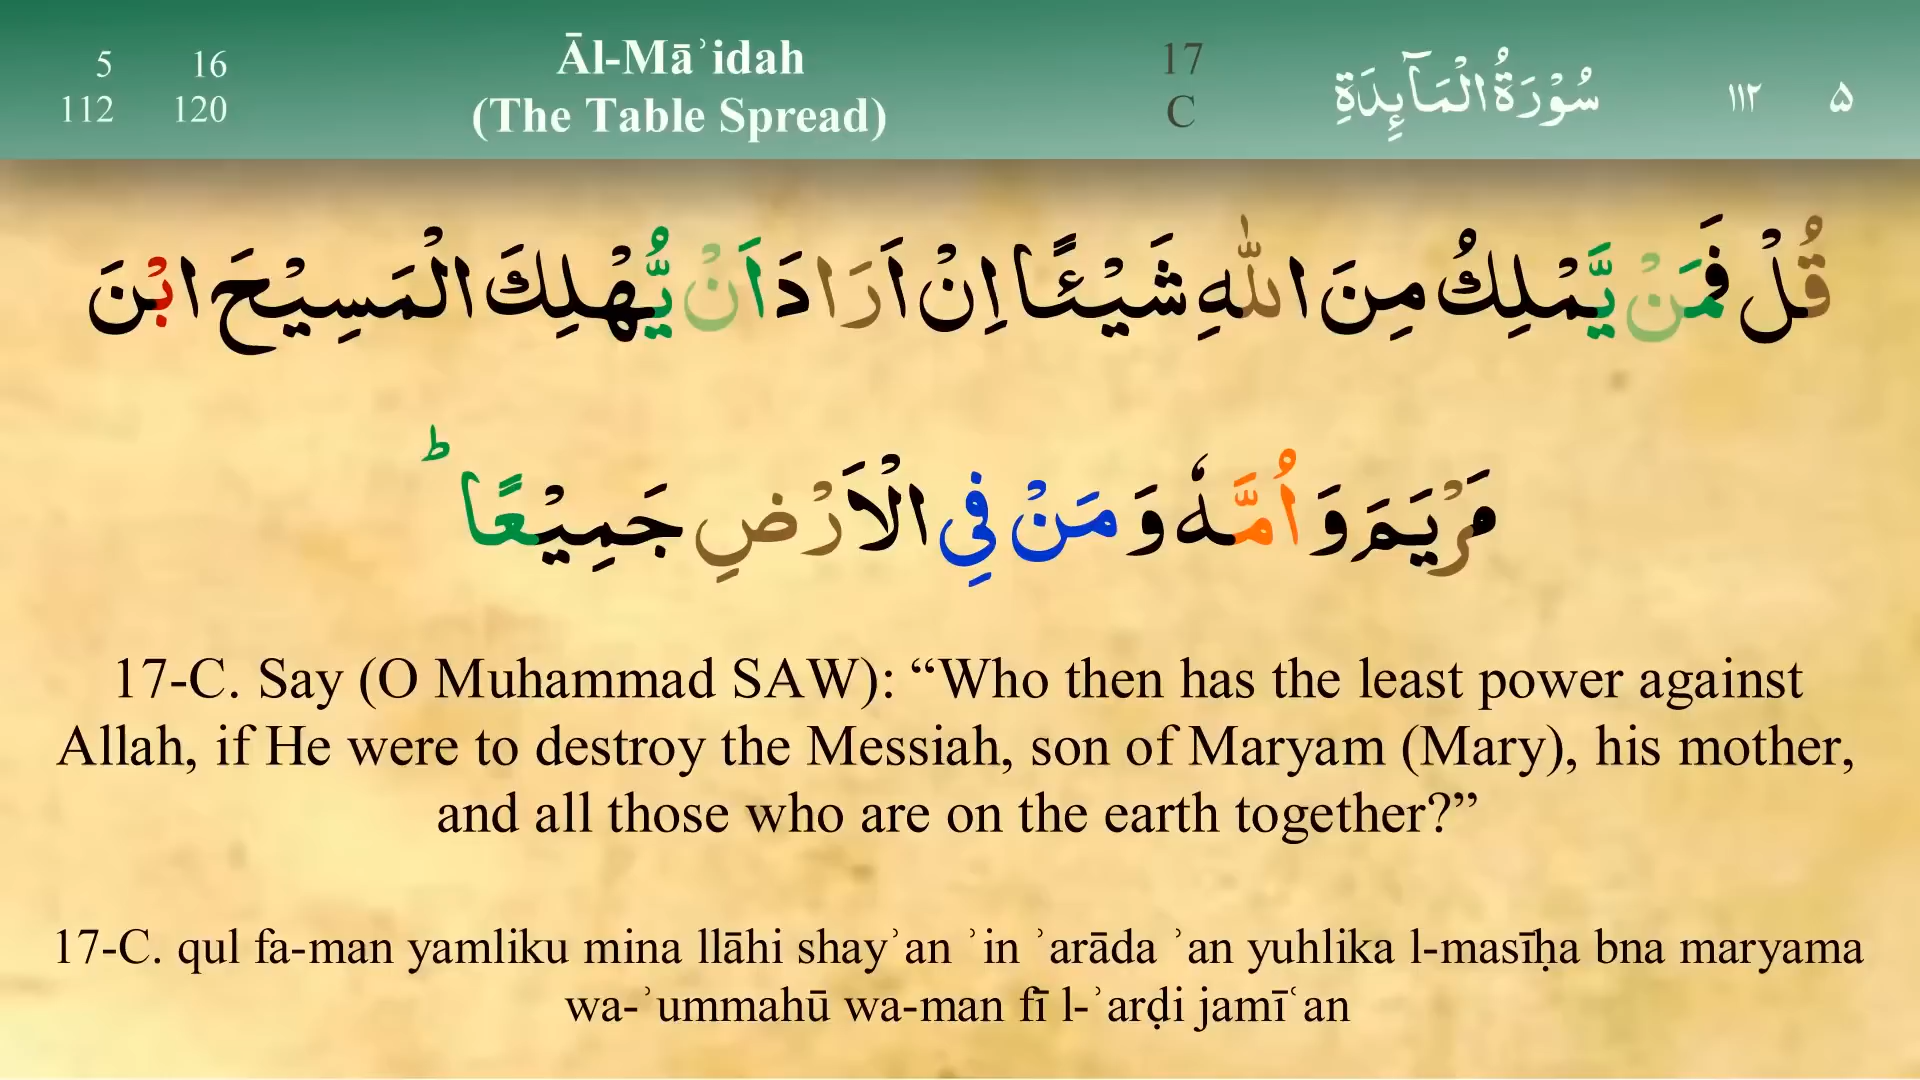 5 16
112 120
Āl-Māʾidah
(The Table Spread)
17
C
سُوْرَةُ الْمَآئِدَةِ
١١٢
۵
قُلْ فَمَنْ يَّمْلِكُ مِنَ اللّٰهِ شَيْـًٔا اِنْ اَرَادَ اَنْ يُّهْلِكَ الْمَسِيْحَ ابْنَ
مَرْيَمَ وَاُمَّهٗ وَمَنْ فِى الْاَرْضِ جَمِيْعًا ؕ
17-C. Say (O Muhammad SAW): “Who then has the least power against
Allah, if He were to destroy the Messiah, son of Maryam (Mary), his mother,
and all those who are on the earth together?”
17-C. qul fa-man yamliku mina llāhi shayʾan ʾin ʾarāda ʾan yuhlika l-masīḥa bna maryama
wa-ʾummahū wa-man fī l-ʾarḍi jamīʿan